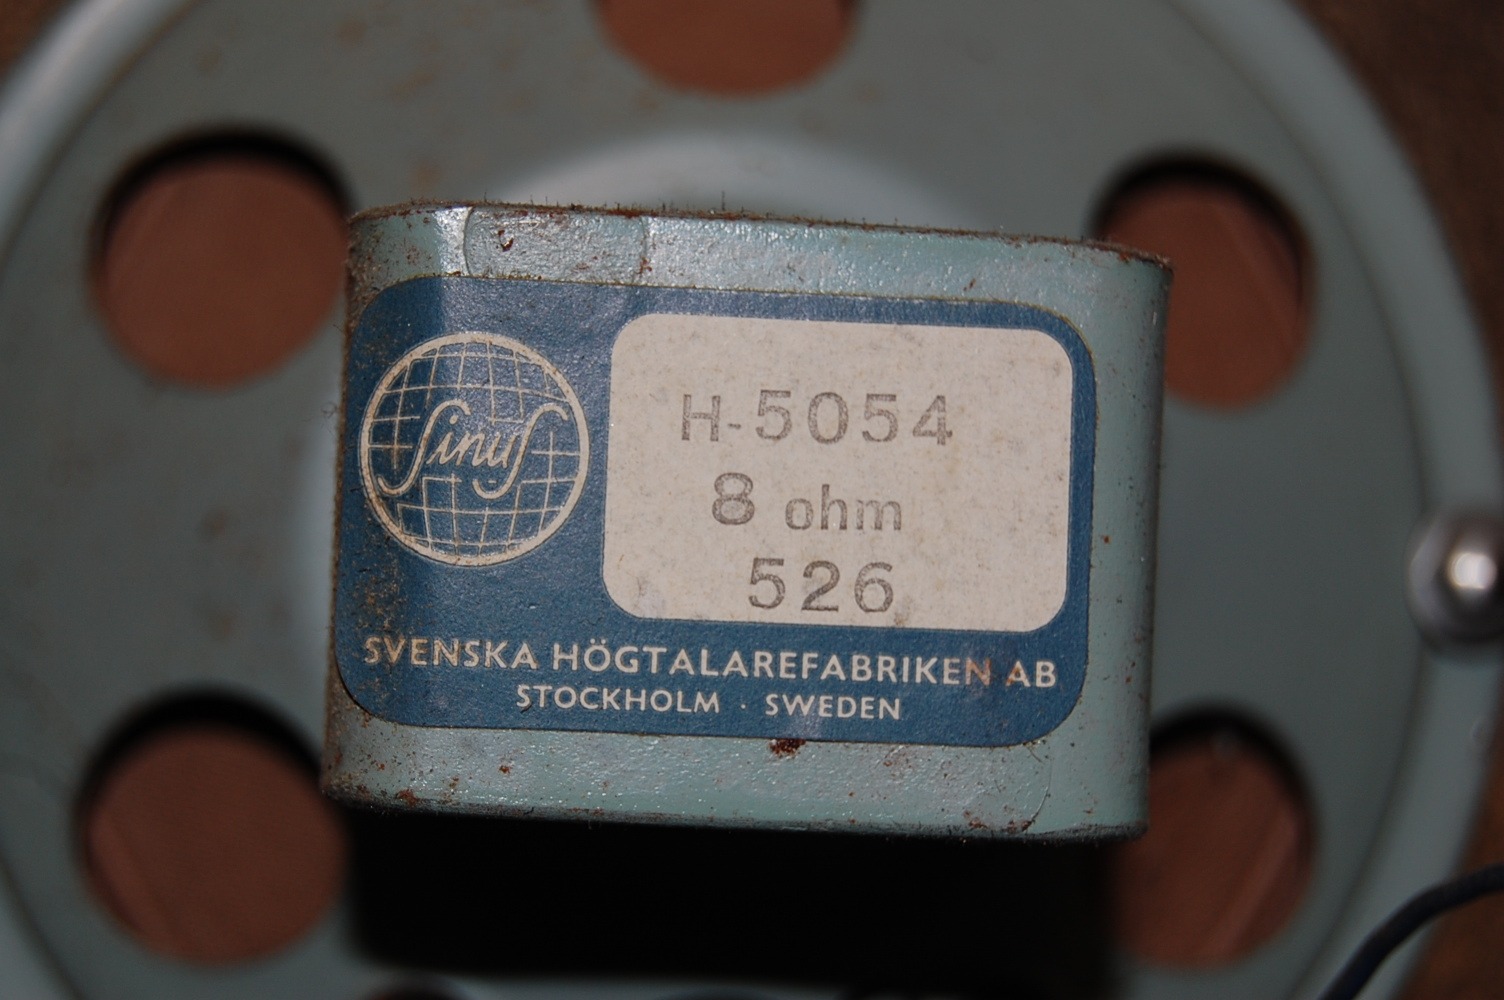 Sinus
H-5054
8 ohm
526
SVENSKA HÖGTALAREFABRIKEN AB
STOCKHOLM · SWEDEN